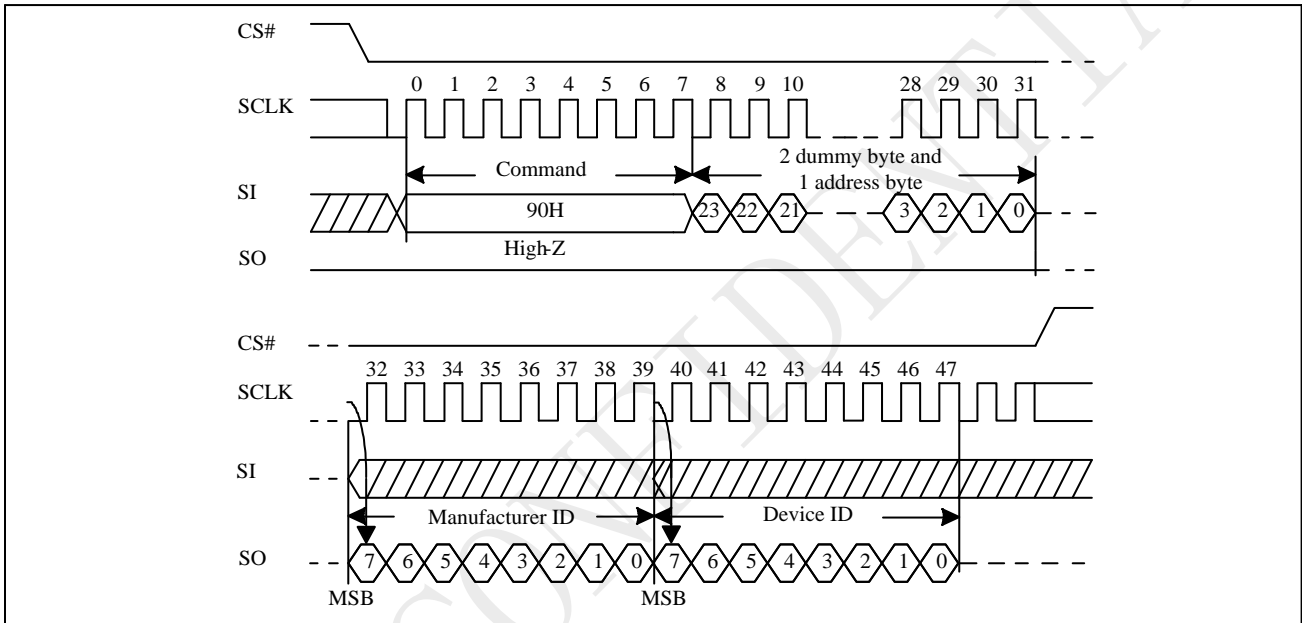 CS#
0 1 2 3 4 5 6 7 8 9 10 28 29 30 31
SCLK
Command
2 dummy byte and
1 address byte
SI
90H
23 22 21 3 2 1 0
High-Z
SO
CS#
32 33 34 35 36 37 38 39 40 41 42 43 44 45 46 47
SCLK
SI
Manufacturer ID
Device ID
SO
7 6 5 4 3 2 1 0 7 6 5 4 3 2 1 0
MSB
MSB
CONFIDENTIA